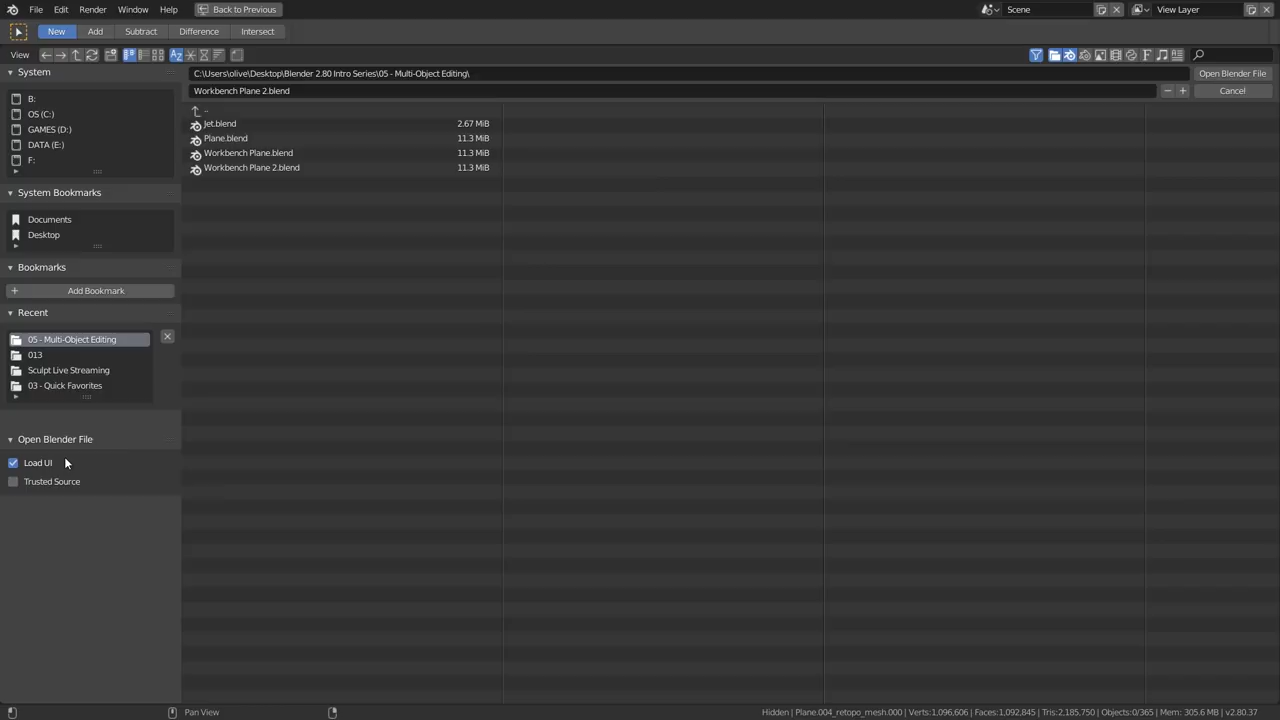 File Edit Render Window Help Back to Previous Scene View Layer
New Add Subtract Difference Intersect
View
System
C:\Users\olive\Desktop\Blender 2.80 Intro Series\05 - Multi-Object Editing\ Open Blender File
Workbench Plane 2.blend Cancel
B:
OS (C:)
GAMES (D:)
DATA (E:)
F:
..
Jet.blend 2.67 MiB
Plane.blend 11.3 MiB
Workbench Plane.blend 11.3 MiB
Workbench Plane 2.blend 11.3 MiB
System Bookmarks
Documents
Desktop
Bookmarks
Add Bookmark
Recent
05 - Multi-Object Editing
013
Sculpt Live Streaming
03 - Quick Favorites
Open Blender File
Load UI
Trusted Source
Pan View
Hidden | Plane.004_retopo_mesh.000 | Verts:1,096,606 | Faces:1,092,845 | Tris:2,185,750 | Objects:0/365 | Mem: 305.6 MB | v2.80.37